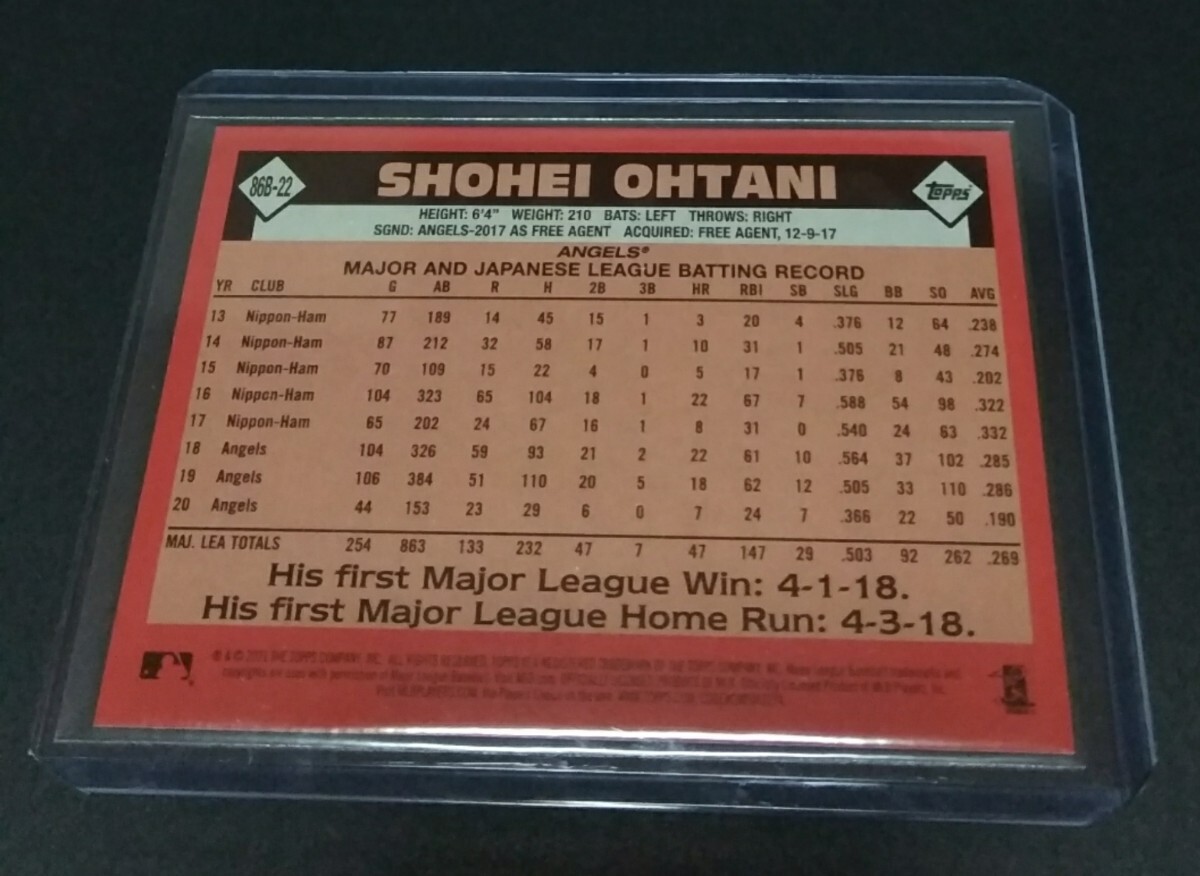 86B-22
SHOHEI OHTANI
TOPPS
HEIGHT: 6'4" WEIGHT: 210 BATS: LEFT THROWS: RIGHT
SGND: ANGELS-2017 AS FREE AGENT ACQUIRED: FREE AGENT, 12-9-17
ANGELS®
MAJOR AND JAPANESE LEAGUE BATTING RECORD
YR CLUB G AB R H 2B 3B HR RBI SB SLG BB SO AVG
13 Nippon-Ham 77 189 14 45 15 1 3 20 4 .376 12 64 .238
14 Nippon-Ham 87 212 32 58 17 1 10 31 1 .505 21 48 .274
15 Nippon-Ham 70 109 15 22 4 0 5 17 1 .376 8 43 .202
16 Nippon-Ham 104 323 65 104 18 1 22 67 7 .588 54 98 .322
17 Nippon-Ham 65 202 24 67 16 1 8 31 0 .540 24 63 .332
18 Angels 104 326 59 93 21 2 22 61 10 .564 37 102 .285
19 Angels 106 384 51 110 20 5 18 62 12 .505 33 110 .286
20 Angels 44 153 23 29 6 0 7 24 7 .366 22 50 .190
MAJ. LEA TOTALS 254 863 133 232 47 7 47 147 29 .503 92 262 .269
His first Major League Win: 4-1-18.
His first Major League Home Run: 4-3-18.
THE TOPPS COMPANY, INC. ALL RIGHTS RESERVED.